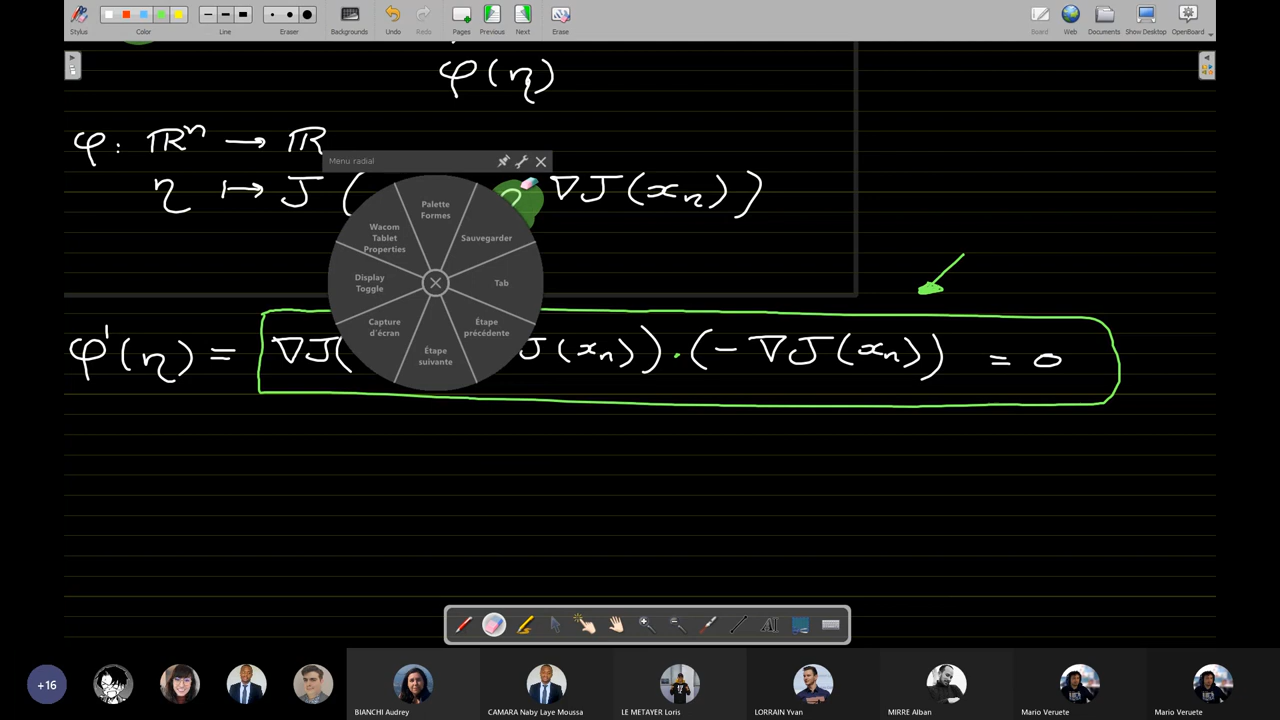 Stylus Color Line Eraser Backgrounds Undo Redo Pages Previous Next Erase Board Web Documents Show Desktop OpenBoard
φ(η)
φ : ℝⁿ → ℝ
η ↦ J( ∇J(xₙ))
Menu radial
Palette Formes
Wacom Tablet Properties
Sauvegarder
Display Toggle
Tab
Capture d'écran
Étape précédente
Étape suivante
φ'(η) = ∇J( J(xₙ)) · (− ∇J(xₙ)) = 0
+16
BIANCHI Audrey CAMARA Naby Laye Moussa LE METAYER Loris LORRAIN Yvan MIRRE Alban Mario Veruete Mario Veruete